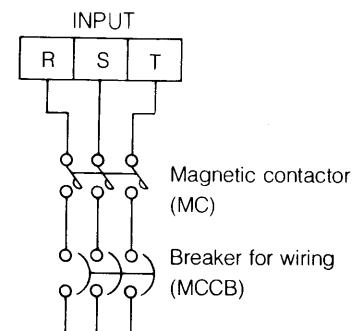 INPUT
R S T
Magnetic contactor
(MC)
Breaker for wiring
(MCCB)